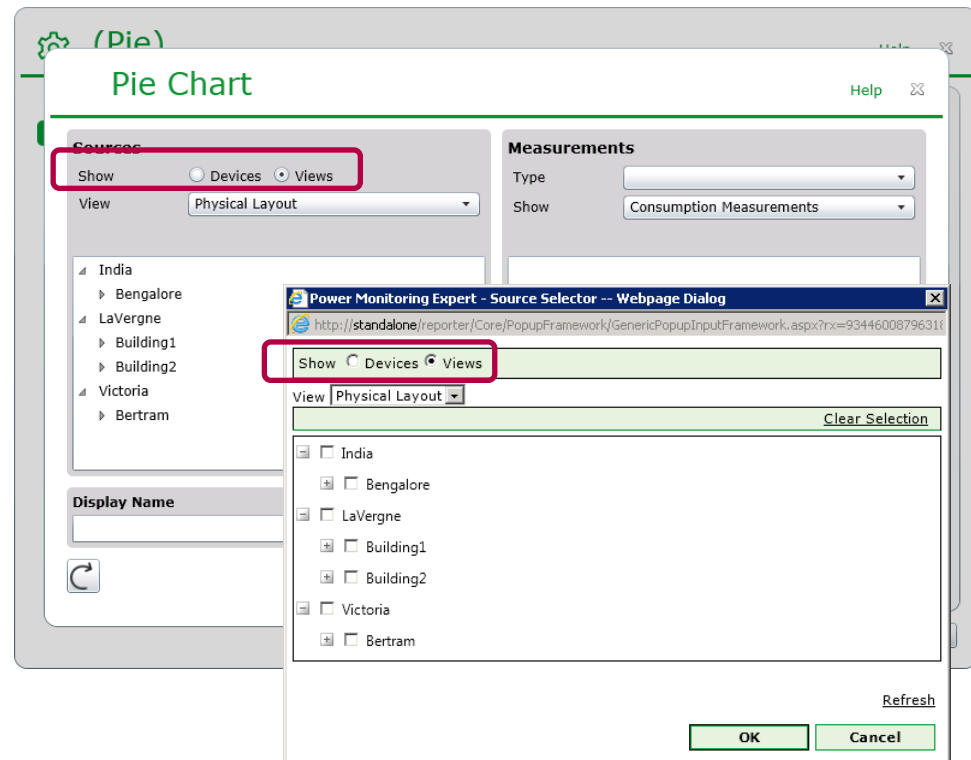 (Pie)
Help
Pie Chart
Help
Sources
Show Devices Views
View Physical Layout
Measurements
Type
Show Consumption Measurements
India
Bengalore
LaVergne
Building1
Building2
Victoria
Bertram
Display Name
Power Monitoring Expert - Source Selector -- Webpage Dialog
http://standalone/reporter/Core/PopupFramework/GenericPopupInputFramework.aspx?rx=9344600879631
Show Devices Views
View Physical Layout
Clear Selection
India
Bengalore
LaVergne
Building1
Building2
Victoria
Bertram
Refresh
OK Cancel